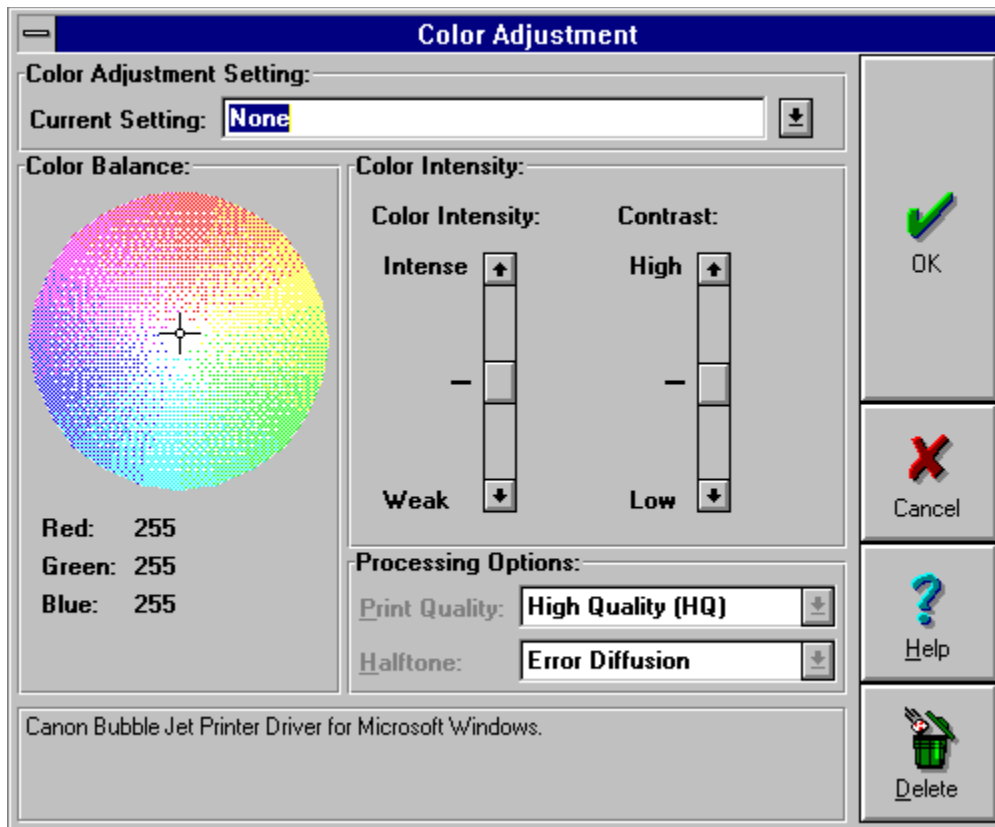 Color Adjustment
Color Adjustment Setting:
Current Setting: None
Color Balance:
Red: 255
Green: 255
Blue: 255
Color Intensity:
Color Intensity: Contrast:
Intense High
Weak Low
Processing Options:
Print Quality: High Quality (HQ)
Halftone: Error Diffusion
Canon Bubble Jet Printer Driver for Microsoft Windows.
OK
Cancel
Help
Delete